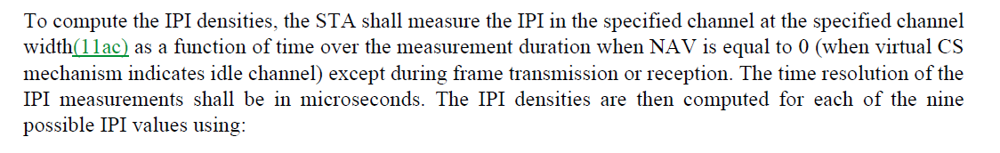 To compute the IPI densities, the STA shall measure the IPI in the specified channel at the specified channel
width(11ac) as a function of time over the measurement duration when NAV is equal to 0 (when virtual CS
mechanism indicates idle channel) except during frame transmission or reception. The time resolution of the
IPI measurements shall be in microseconds. The IPI densities are then computed for each of the nine
possible IPI values using: